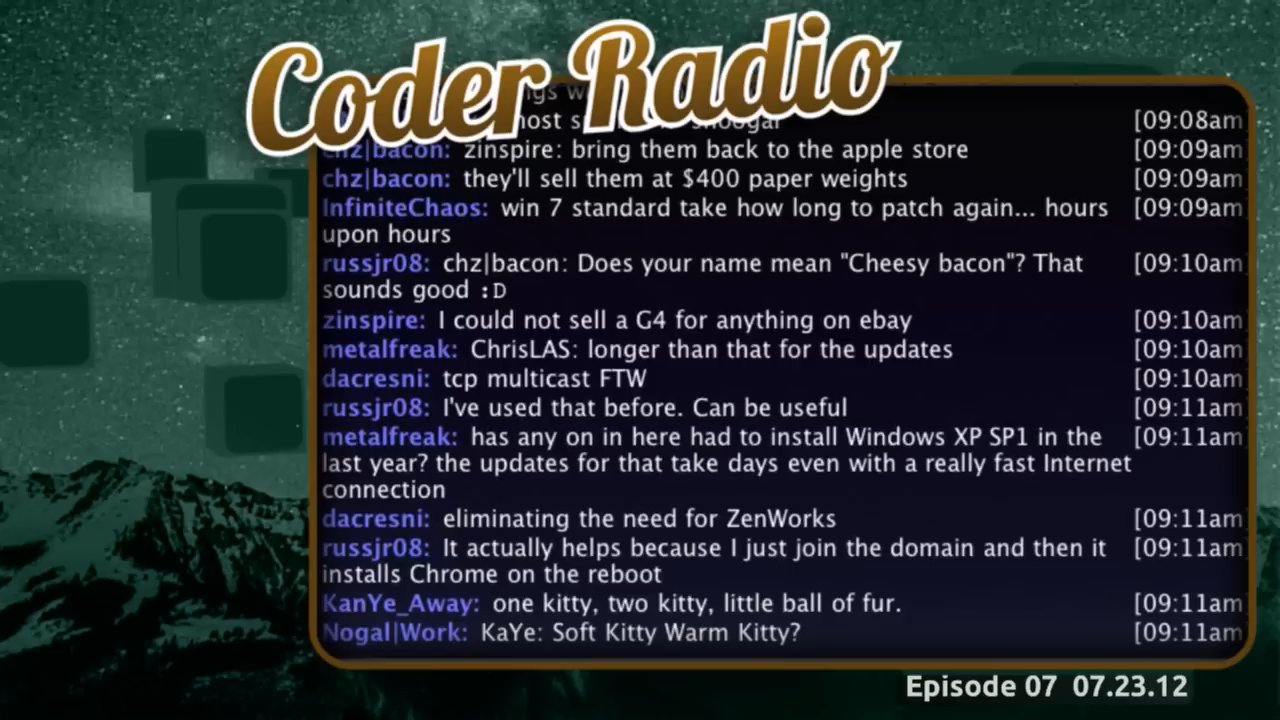 Coder Radio
[09:08am
chz|bacon: zinspire: bring them back to the apple store [09:09am
chz|bacon: they'll sell them at $400 paper weights [09:09am
InfiniteChaos: win 7 standard take how long to patch again... hours [09:09am
upon hours
russjr08: chz|bacon: Does your name mean "Cheesy bacon"? That [09:10am
sounds good :D
zinspire: I could not sell a G4 for anything on ebay [09:10am
metalfreak: ChrisLAS: longer than that for the updates [09:10am
dacresni: tcp multicast FTW [09:10am
russjr08: I've used that before. Can be useful [09:11am
metalfreak: has any on in here had to install Windows XP SP1 in the [09:11am
last year? the updates for that take days even with a really fast Internet
connection
dacresni: eliminating the need for ZenWorks [09:11am
russjr08: It actually helps because I just join the domain and then it [09:11am
installs Chrome on the reboot
KanYe_Away: one kitty, two kitty, little ball of fur. [09:11am
Nogal|Work: KaYe: Soft Kitty Warm Kitty? [09:11am
Episode 07 07.23.12